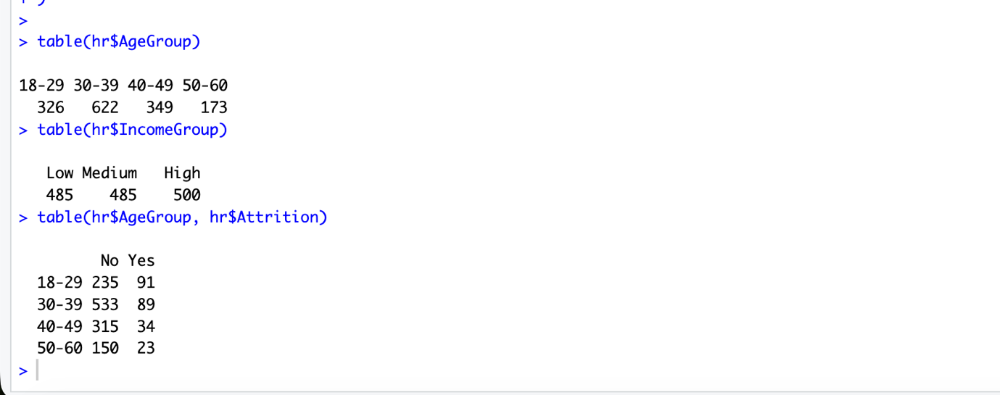 >
> table(hr$AgeGroup)
18-29 30-39 40-49 50-60
326 622 349 173
> table(hr$IncomeGroup)
Low Medium High
485 485 500
> table(hr$AgeGroup, hr$Attrition)
No Yes
18-29 235 91
30-39 533 89
40-49 315 34
50-60 150 23
>